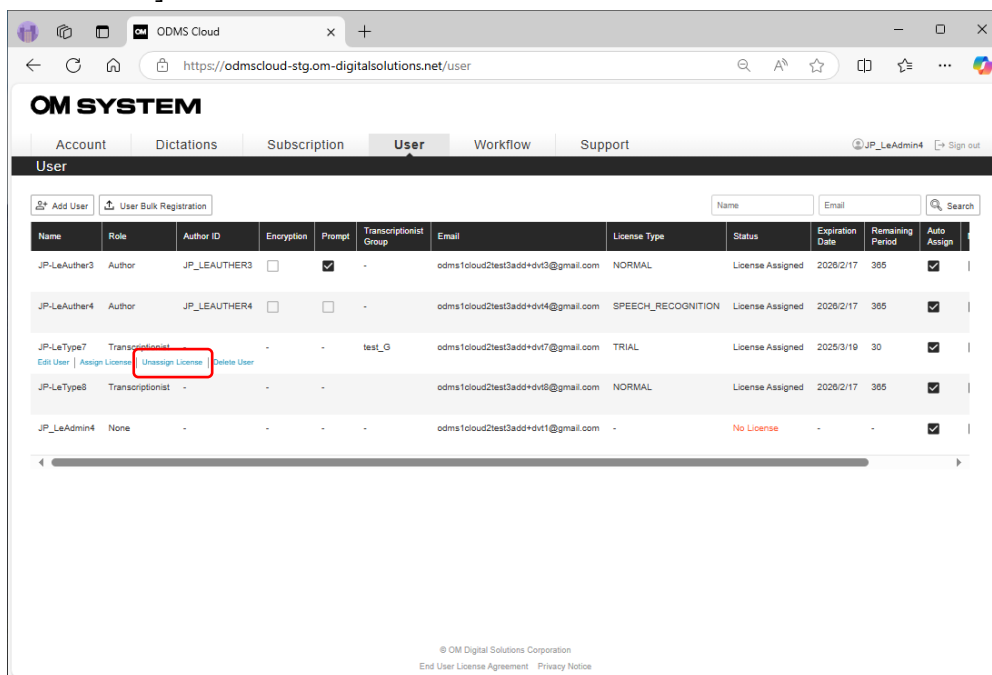 ODMS Cloud
https://odmscloud-stg.om-digitalsolutions.net/user
OM SYSTEM
Account Dictations Subscription User Workflow Support JP_LeAdmin4 Sign out
User
Add User User Bulk Registration Name Email Search
Name Role Author ID Encryption Prompt Transcriptionist Group Email License Type Status Expiration Date Remaining Period Auto Assign
JP-LeAuther3 Author JP_LEAUTHER3 - odms1cloud2test3add+dvt3@gmail.com NORMAL License Assigned 2026/2/17 365
JP-LeAuther4 Author JP_LEAUTHER4 - odms1cloud2test3add+dvt4@gmail.com SPEECH_RECOGNITION License Assigned 2026/2/17 365
JP-LeType7 Transcriptionist - - - test_G odms1cloud2test3add+dvt7@gmail.com TRIAL License Assigned 2025/3/19 30
Edit User | Assign License | Unassign License | Delete User
JP-LeType8 Transcriptionist - - - - odms1cloud2test3add+dvt8@gmail.com NORMAL License Assigned 2026/2/17 365
JP_LeAdmin4 None - - - - odms1cloud2test3add+dvt1@gmail.com - No License - -
© OM Digital Solutions Corporation
End User License Agreement Privacy Notice